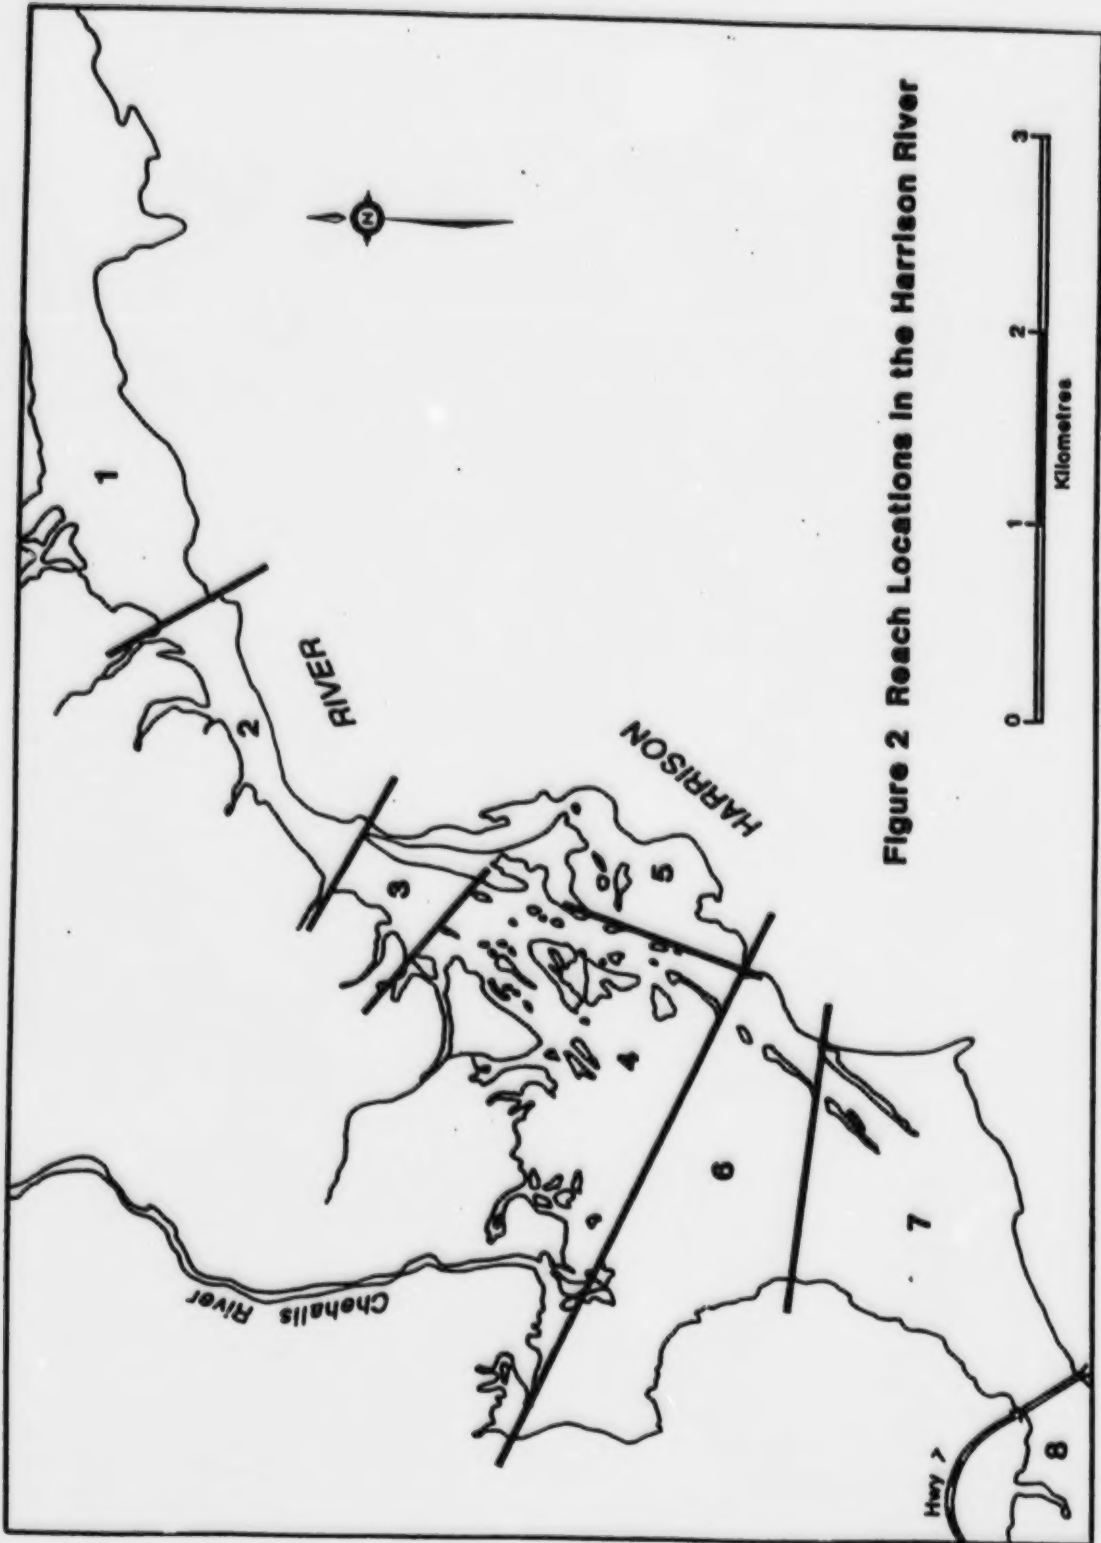 1
2
3
4
5
6
7
8
N
RIVER
HARRISON
Chehalis
River
Hwy 7
Figure 2 Reach Locations in the Harrison River
0 1 2 3
Kilometres